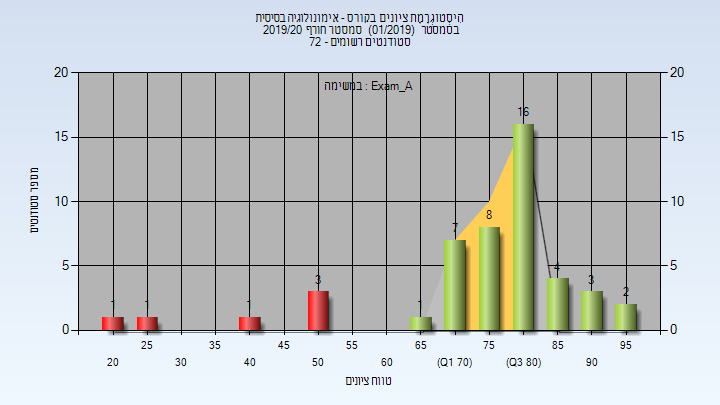 היסטוגרמת ציונים בקורס - אימונולוגיה בסיסית
בסמסטר (01/2019) סמסטר חורף 2019/20
סטודנטים רשומים - 72
במשימה : Exam_A
20 20
15 15
10 10
5 5
0 0
מספר סטודנטים
1 1 1 3 1 7 8 16 4 3 2
25 35 45 55 65 75 85 95
20 30 40 50 60 (Q1 70) (Q3 80) 90
טווח ציונים